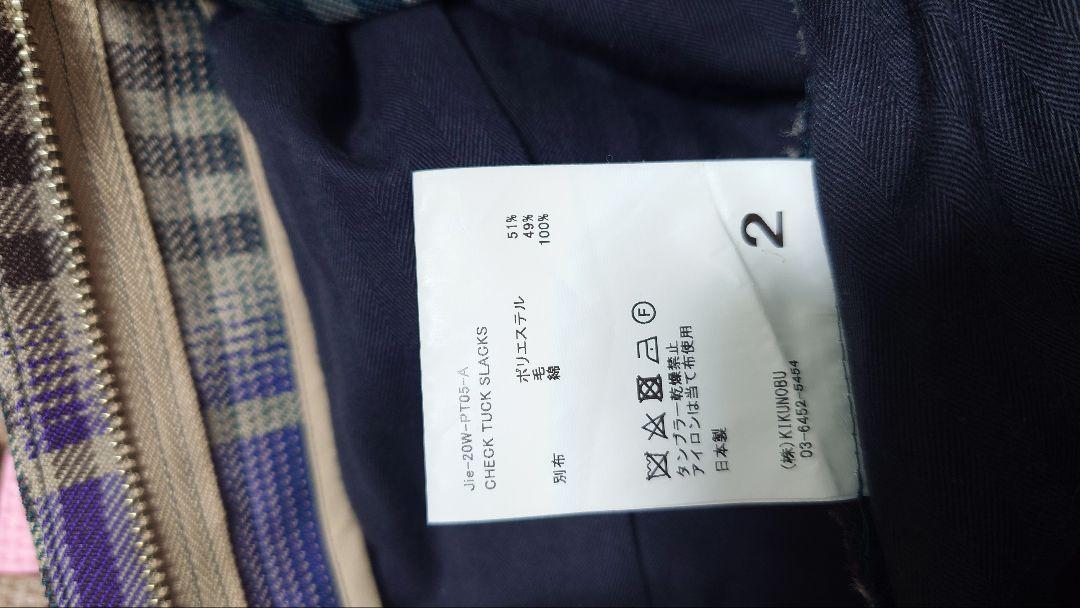 Jie-20W-PT05-A
CHECK TUCK SLACKS
ポリエステル 51%
毛 49%
別布 綿 100%
F
タンブラー乾燥禁止
アイロンは当て布使用
日本製
(株)KIKUNOBU
03-6452-5454
2